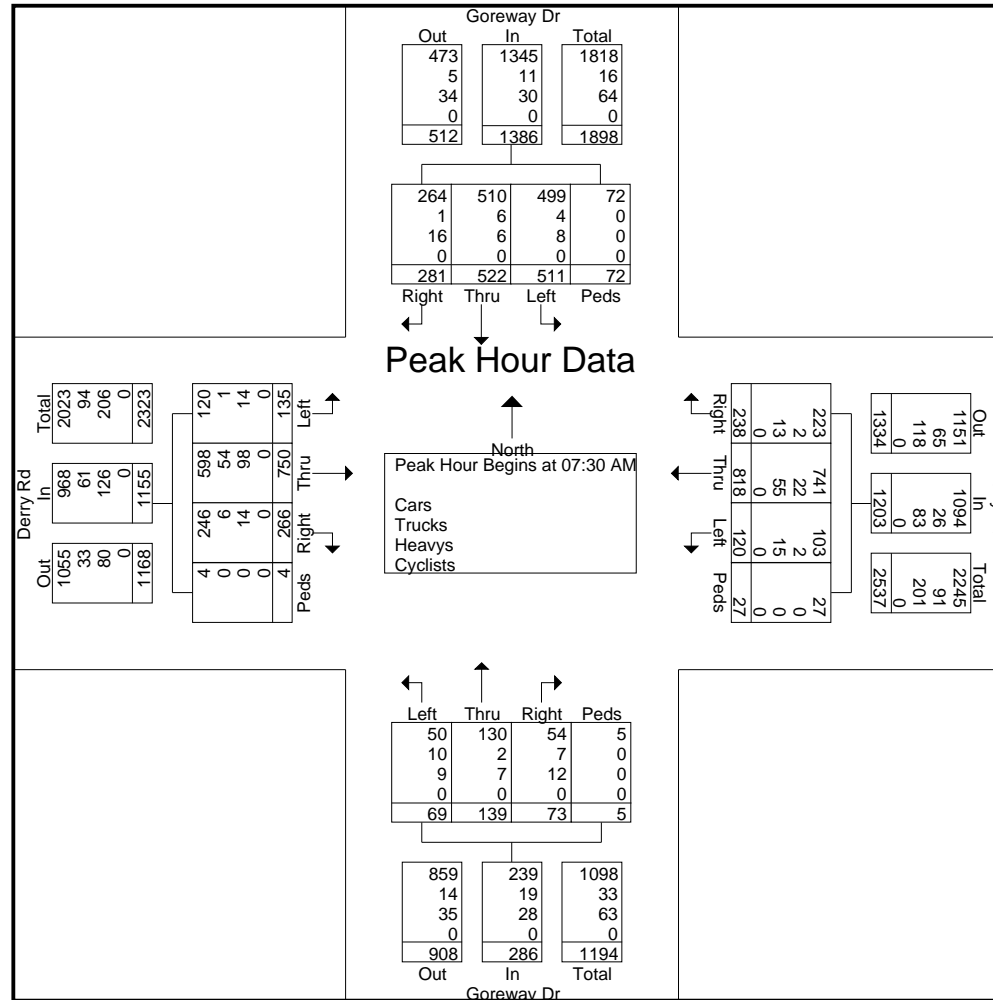 Goreway Dr
Out In Total
473 1345 1818
5 11 16
34 30 64
0 0 0
512 1386 1898
264 510 499 72
1 6 4 0
16 6 8 0
0 0 0 0
281 522 511 72
Right Thru Left Peds
Peak Hour Data
North
Peak Hour Begins at 07:30 AM
Cars
Trucks
Heavys
Cyclists
Derry Rd
Out In Total
1055 968 2023
33 61 94
80 126 206
0 0 0
1168 1155 2323
4 246 598 120
0 6 54 1
0 14 98 14
0 0 0 0
4 266 750 135
Peds Right Thru Left
Out In Total
1151 1094 2245
65 26 91
118 83 201
0 0 0
1334 1203 2537
223 741 103 27
2 22 2 0
13 55 15 0
0 0 0 0
238 818 120 27
Right Thru Left Peds
Left Thru Right Peds
50 130 54 5
10 2 7 0
9 7 12 0
0 0 0 0
69 139 73 5
859 239 1098
14 19 33
35 28 63
0 0 0
908 286 1194
Out In Total
Goreway Dr